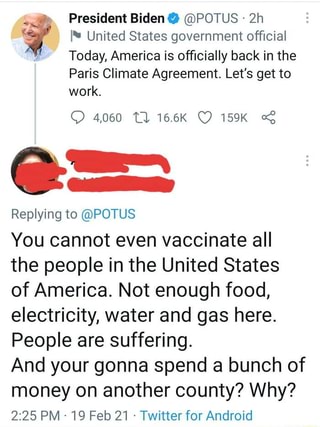 President Biden @POTUS · 2h
United States government official
Today, America is officially back in the
Paris Climate Agreement. Let's get to
work.
4,060 16.6K 159K
Replying to @POTUS
You cannot even vaccinate all
the people in the United States
of America. Not enough food,
electricity, water and gas here.
People are suffering.
And your gonna spend a bunch of
money on another county? Why?
2:25 PM · 19 Feb 21 · Twitter for Android